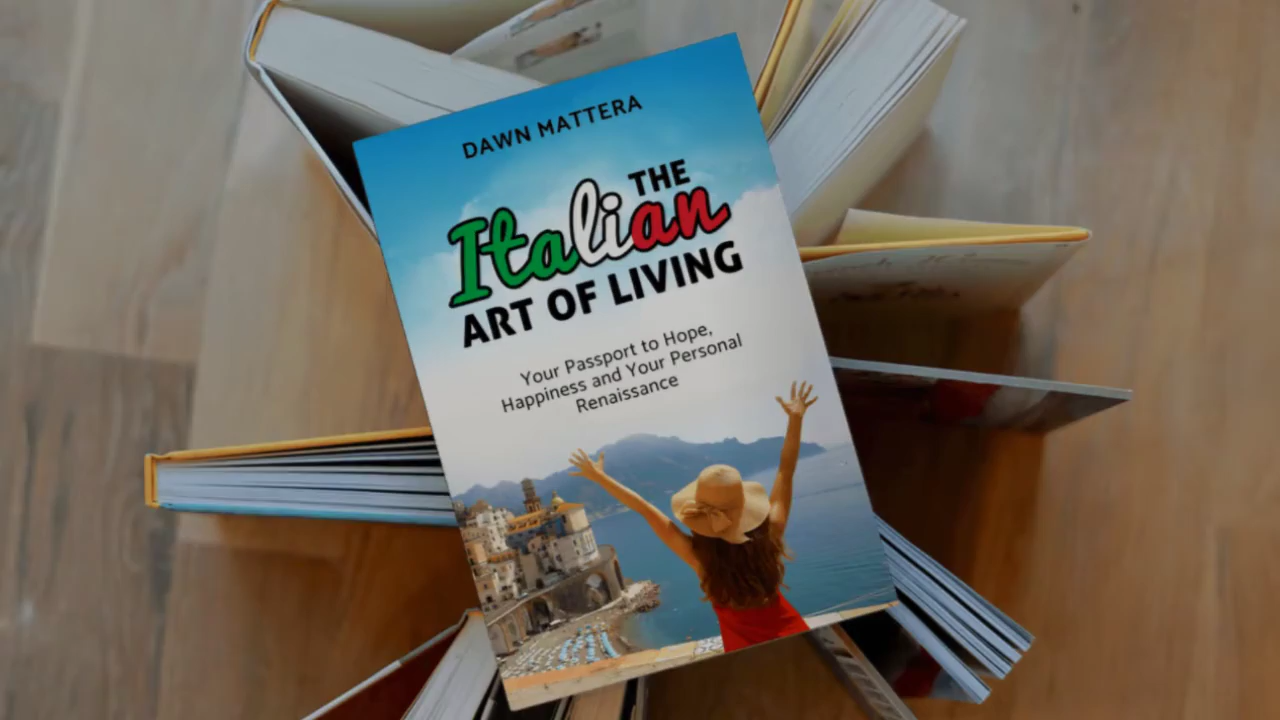 DAWN MATTERA
THE
Italian
ART OF LIVING
Your Passport to Hope,
Happiness and Your Personal
Renaissance